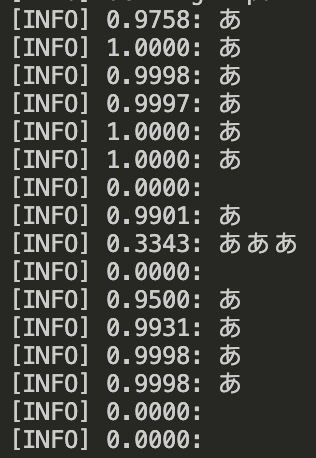 [INFO] 0.9758: あ
[INFO] 1.0000: あ
[INFO] 0.9998: あ
[INFO] 0.9997: あ
[INFO] 1.0000: あ
[INFO] 1.0000: あ
[INFO] 0.0000:
[INFO] 0.9901: あ
[INFO] 0.3343: あああ
[INFO] 0.0000:
[INFO] 0.9500: あ
[INFO] 0.9931: あ
[INFO] 0.9998: あ
[INFO] 0.9998: あ
[INFO] 0.0000:
[INFO] 0.0000: